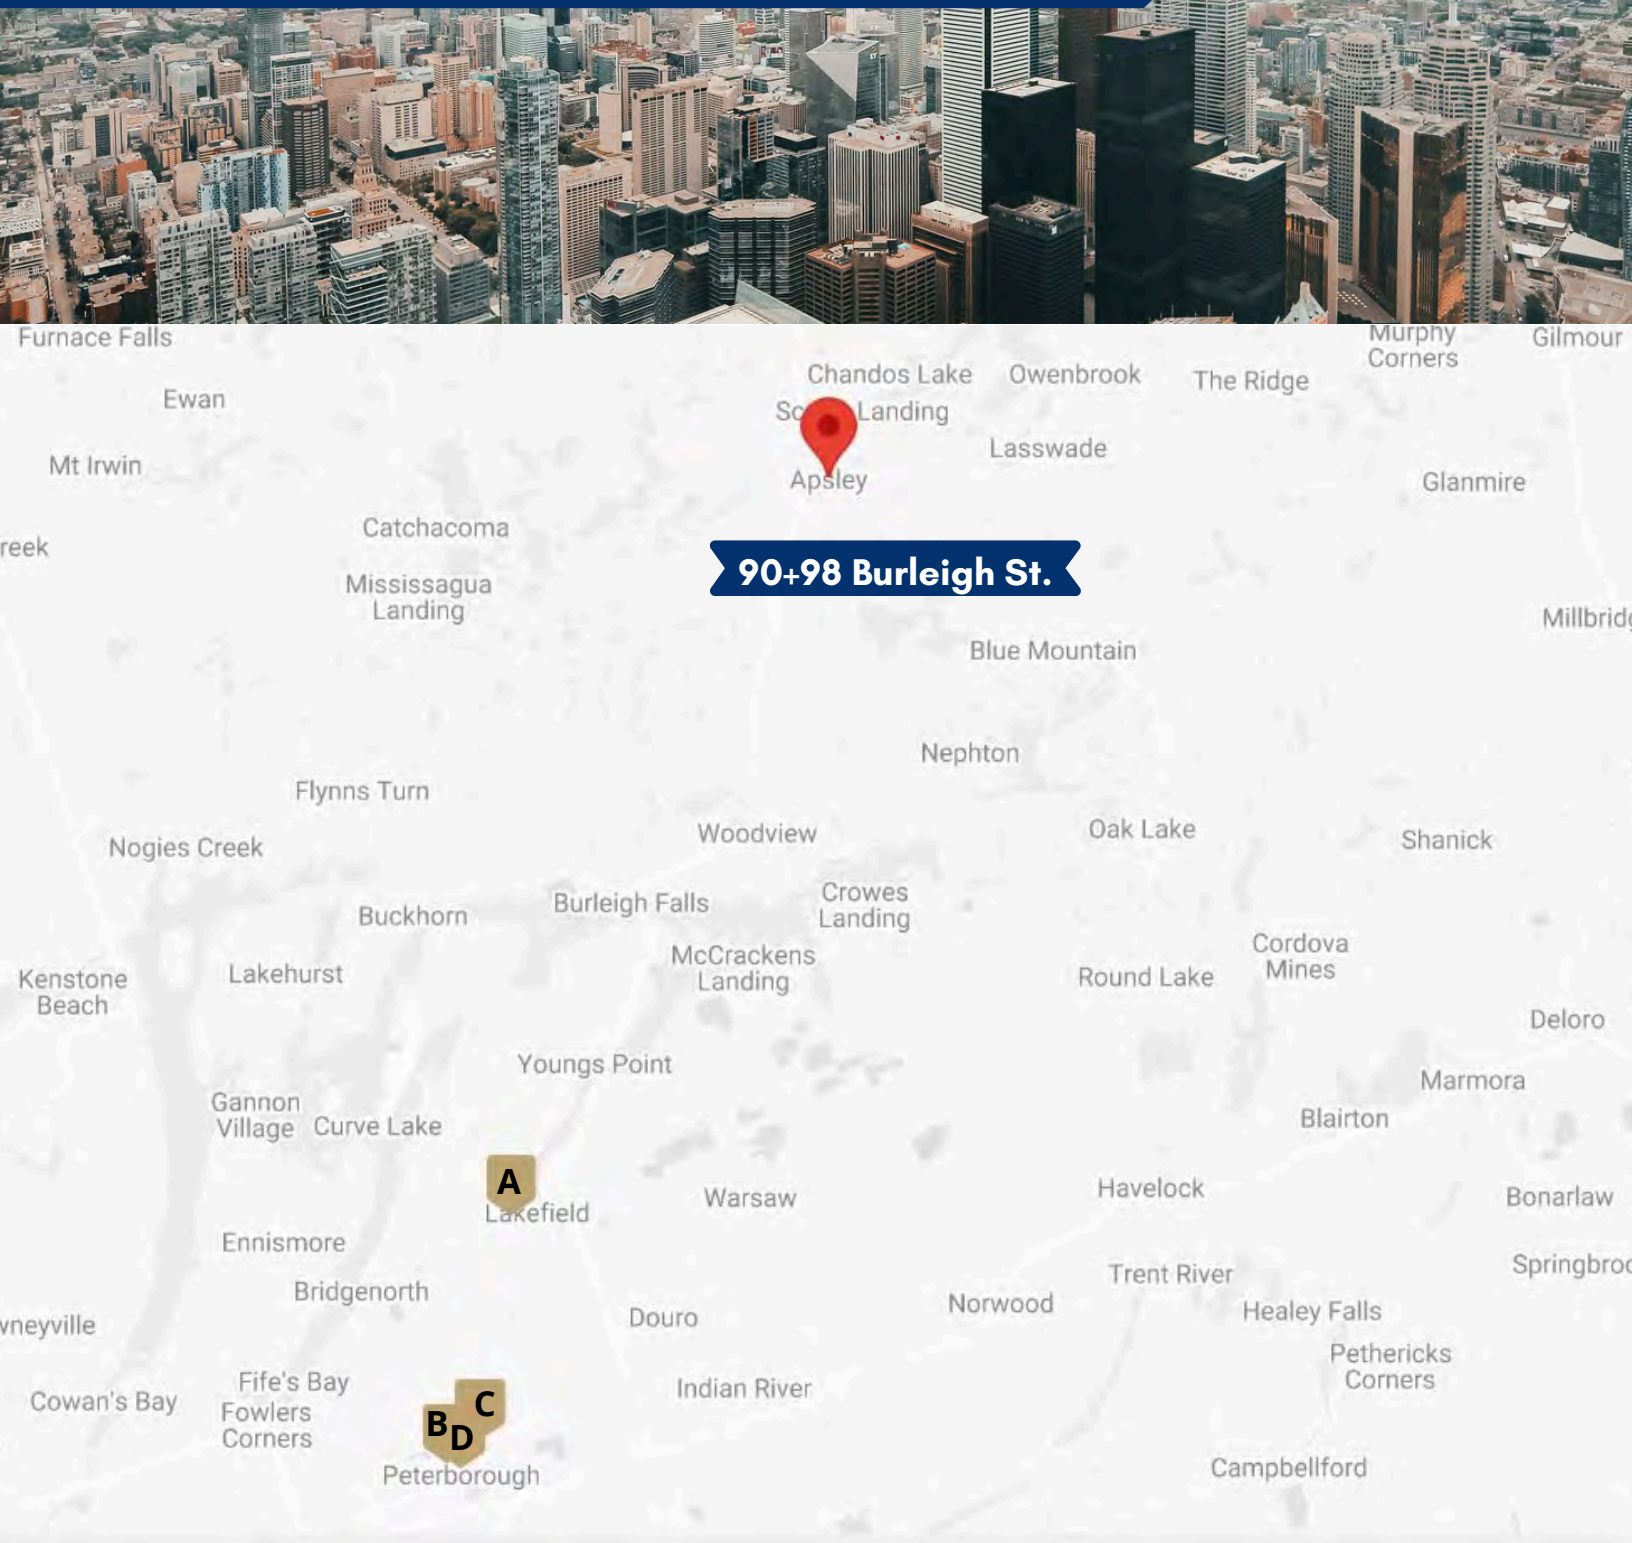 Furnace Falls
Murphy
Corners
Gilmour
Chandos Lake
Owenbrook
The Ridge
Ewan
Landing
Lasswade
Mt Irwin
Apsley
Glanmire
Catchacoma
reek
90+98 Burleigh St.
Mississagua
Landing
Millbridg
Blue Mountain
Nephton
Flynns Turn
Woodview
Oak Lake
Shanick
Nogies Creek
Crowes
Landing
Burleigh Falls
Buckhorn
McCrackens
Landing
Cordova
Mines
Kenstone
Beach
Lakehurst
Round Lake
Deloro
Youngs Point
Marmora
Gannon
Village
Curve Lake
Blairton
A
Lakefield
Warsaw
Havelock
Bonarlaw
Ennismore
Springbroo
Trent River
Bridgenorth
Norwood
Healey Falls
Douro
wneyville
Pethericks
Corners
Fife's Bay
Indian River
Cowan's Bay
Fowlers
Corners
C
B
D
Peterborough
Campbellford